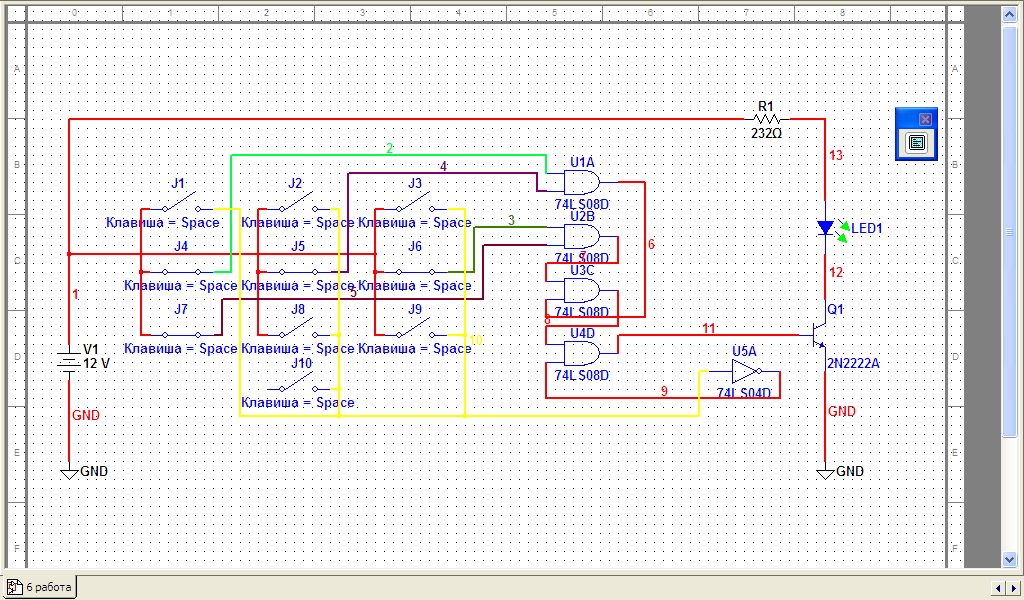 0 1 2 3 4 5 6 7 8
A A
R1
232Ω
2 13
B B
4 U1A
J1 J2 J3
74LS08D
U2B
Клавиша = Space Клавиша = Space Клавиша = Space
3
LED1
J4 J5 J6 6
74LS08D
7
C C
U3C 12
Клавиша = Space Клавиша = Space Клавиша = Space
1 5
J7 J8 J9 74LS08D Q1
8
U4D 11
10
V1 Клавиша = Space Клавиша = Space Клавиша = Space U5A
D D
12 V J10 2N2222A
74LS08D
9 74LS04D
Клавиша = Space
GND GND
E E
GND GND
F F
6 работа